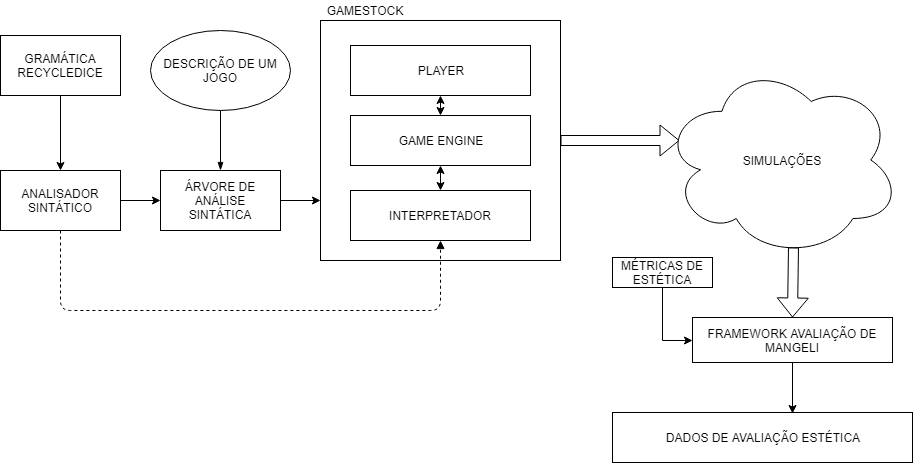 GAMESTOCK
GRAMÁTICA
RECYCLEDICE
DESCRIÇÃO DE UM
JOGO
PLAYER
GAME ENGINE
INTERPRETADOR
ANALISADOR
SINTÁTICO
ÁRVORE DE
ANÁLISE
SINTÁTICA
SIMULAÇÕES
MÉTRICAS DE
ESTÉTICA
FRAMEWORK AVALIAÇÃO DE
MANGELI
DADOS DE AVALIAÇÃO ESTÉTICA